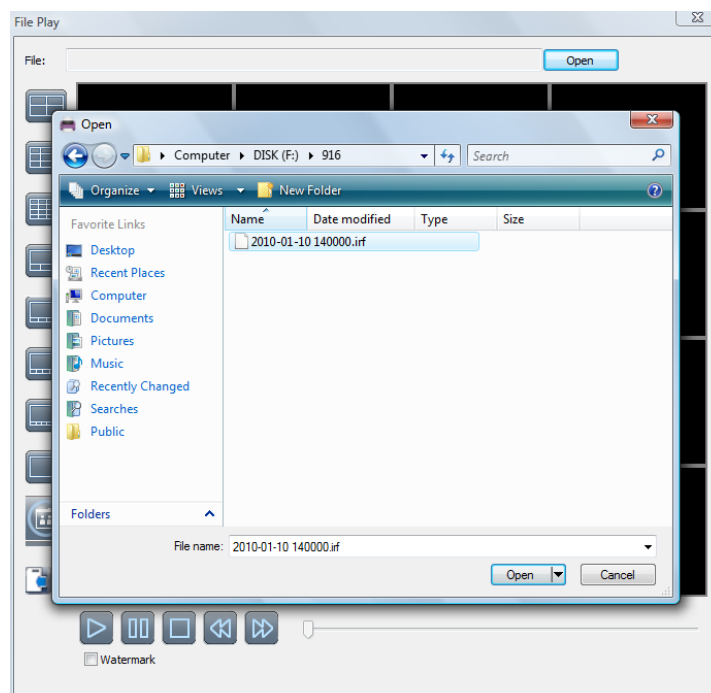 File Play
File:
Open
Open
Computer ▸ DISK (F:) ▸ 916
Search
Organize Views New Folder
Favorite Links
Name Date modified Type Size
2010-01-10 140000.irf
Desktop
Recent Places
Computer
Documents
Pictures
Music
Recently Changed
Searches
Public
Folders
File name: 2010-01-10 140000.irf
Open Cancel
Watermark